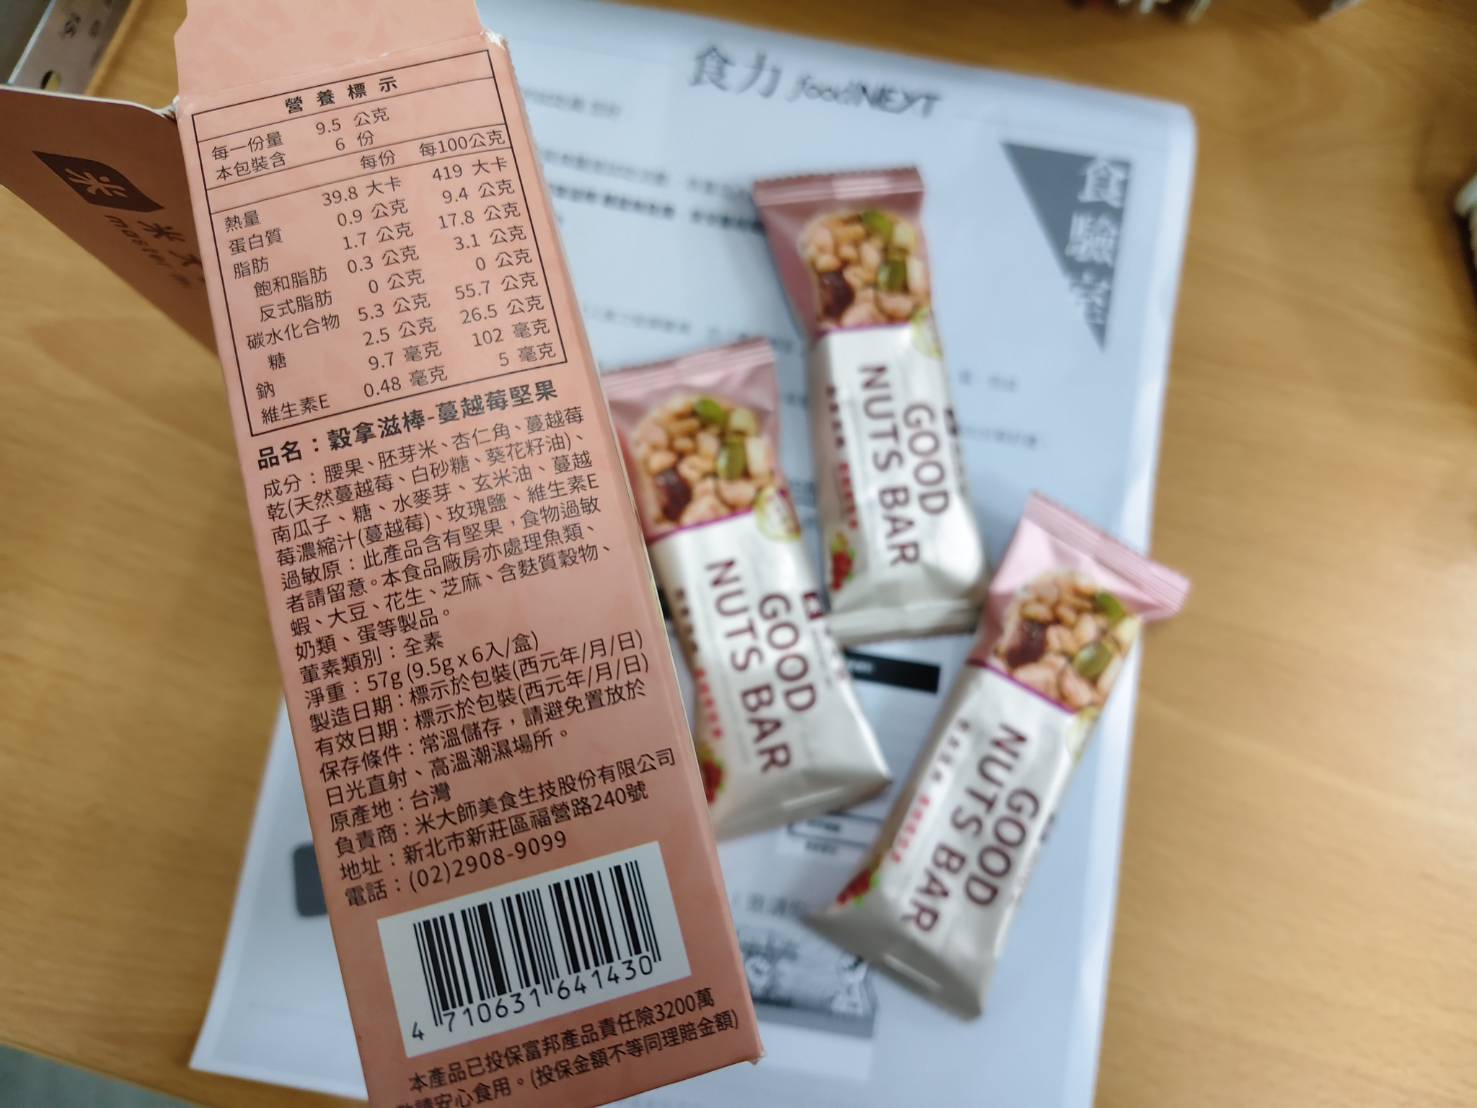 營養標示
每一份量 9.5 公克
本包裝含 6 份
每份 每100公克
熱量 39.8 大卡 419 大卡
蛋白質 0.9 公克 9.4 公克
脂肪 1.7 公克 17.8 公克
飽和脂肪 0.3 公克 3.1 公克
反式脂肪 0 公克 0 公克
碳水化合物 5.3 公克 55.7 公克
糖 2.5 公克 26.5 公克
鈉 9.7 毫克 102 毫克
維生素E 0.48 毫克 5 毫克
品名：穀拿滋棒-蔓越莓堅果
成分：腰果、胚芽米、杏仁角、蔓越莓
乾(天然蔓越莓、白砂糖、葵花籽油)、
南瓜子、糖、水麥芽、玄米油、蔓越
莓濃縮汁(蔓越莓)、玫瑰鹽、維生素E
過敏原：此產品含有堅果，食物過敏
者請留意。本食品廠房亦處理魚類、
蝦、大豆、花生、芝麻、含麩質穀物、
奶類、蛋等製品。
葷素類別：全素
淨重：57g (9.5g x 6入/盒)
製造日期：標示於包裝(西元年/月/日)
有效日期：標示於包裝(西元年/月/日)
保存條件：常溫儲存，請避免置放於
日光直射、高溫潮濕場所。
原產地：台灣
負責商：米大師美食生技股份有限公司
地址：新北市新莊區福營路240號
電話：(02)2908-9099
4 710631 641430
本產品已投保富邦產品責任險3200萬
請安心食用。(投保金額不等同理賠金額)
米
食力 foodNEXT
食驗室
GOOD
NUTS BAR
GOOD
NUTS BAR
GOOD
NUTS BAR